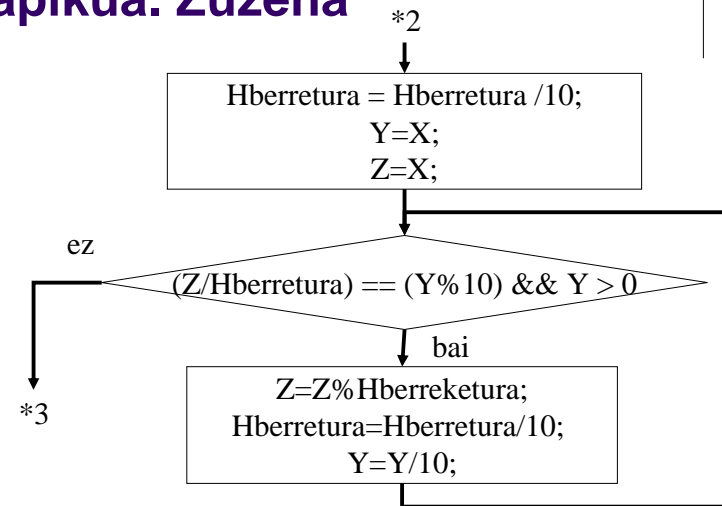 apikua. Zuzena
*2
Hberretura = Hberretura /10;
Y=X;
Z=X;
ez
(Z/Hberretura) == (Y%10) && Y > 0
bai
Z=Z%Hberreketura;
Hberretura=Hberretura/10;
Y=Y/10;
*3